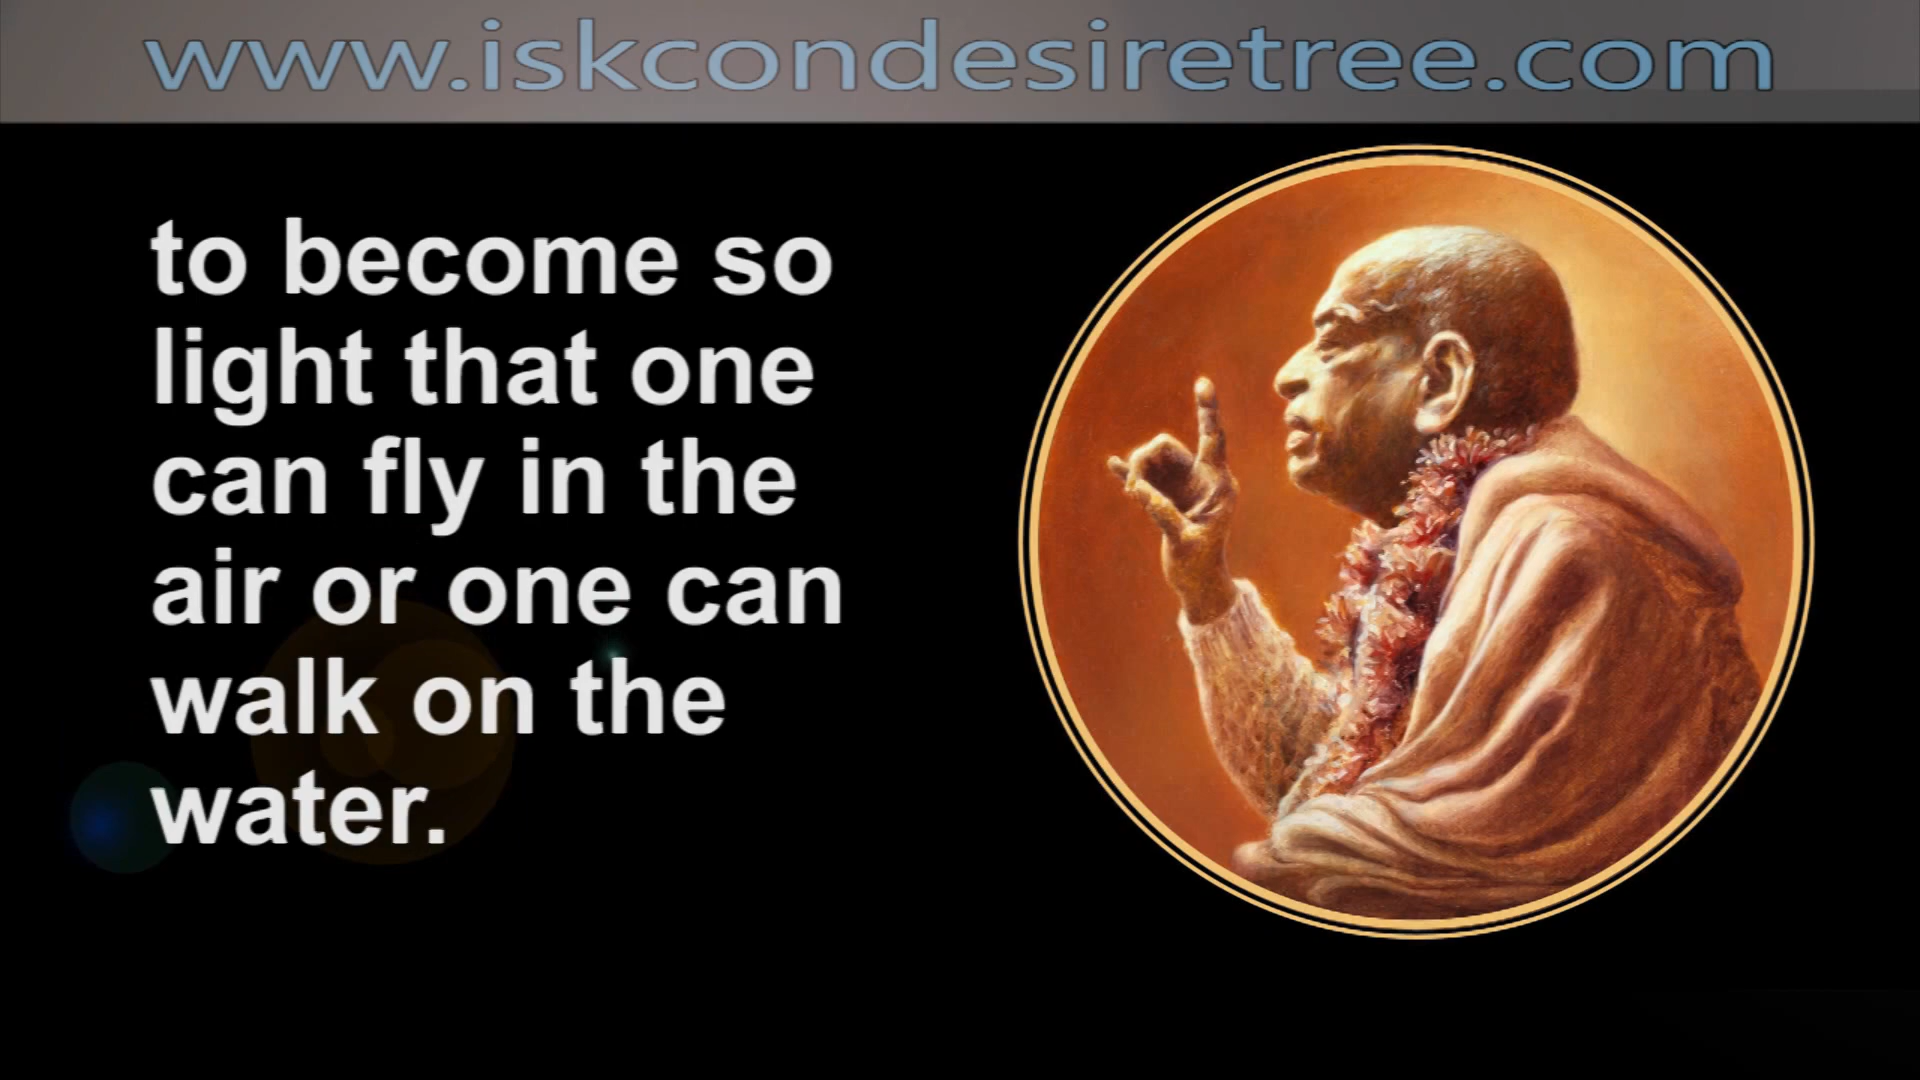 www.iskcondesiretree.com
to become so
light that one
can fly in the
air or one can
walk on the
water.